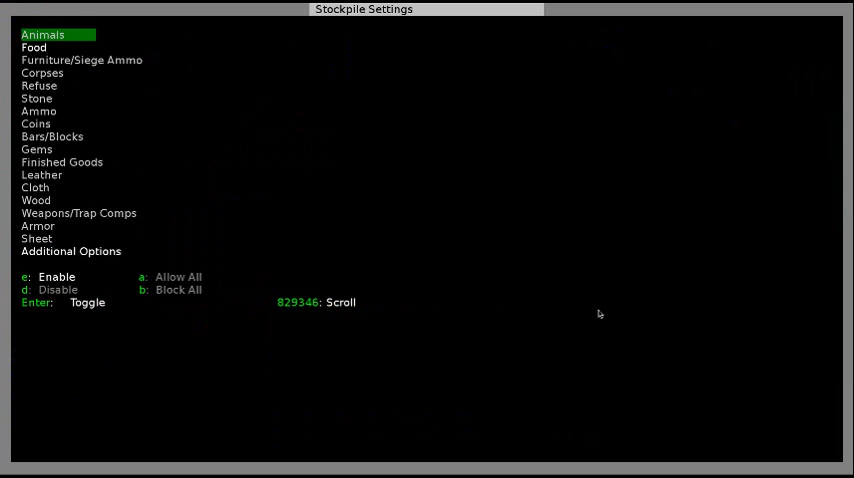 Stockpile Settings
Animals
Food
Furniture/Siege Ammo
Corpses
Refuse
Stone
Ammo
Coins
Bars/Blocks
Gems
Finished Goods
Leather
Cloth
Wood
Weapons/Trap Comps
Armor
Sheet
Additional Options
e: Enable a: Allow All
d: Disable b: Block All
Enter: Toggle 829346: Scroll